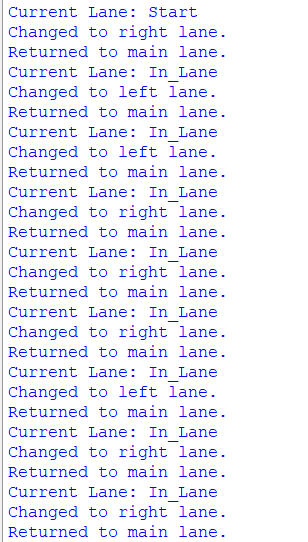 Current Lane: Start
Changed to right lane.
Returned to main lane.
Current Lane: In_Lane
Changed to left lane.
Returned to main lane.
Current Lane: In_Lane
Changed to left lane.
Returned to main lane.
Current Lane: In_Lane
Changed to right lane.
Returned to main lane.
Current Lane: In_Lane
Changed to right lane.
Returned to main lane.
Current Lane: In_Lane
Changed to right lane.
Returned to main lane.
Current Lane: In_Lane
Changed to left lane.
Returned to main lane.
Current Lane: In_Lane
Changed to right lane.
Returned to main lane.
Current Lane: In_Lane
Changed to right lane.
Returned to main lane.